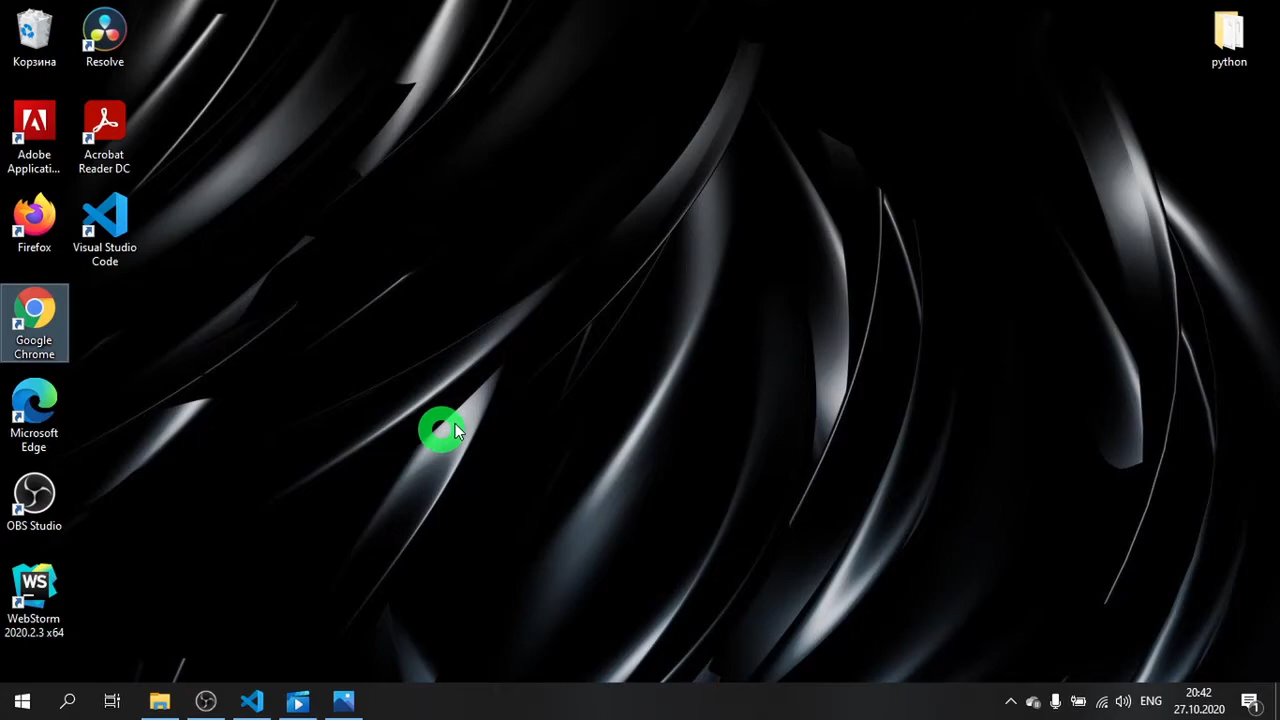 Корзина
Resolve
python
Adobe
Applicati...
Acrobat
Reader DC
Firefox
Visual Studio
Code
Google
Chrome
Microsoft
Edge
OBS Studio
WS
WebStorm
2020.2.3 x64
ENG
20:42
27.10.2020
1